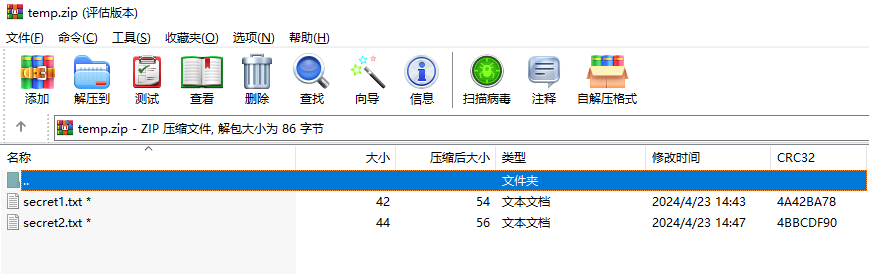 temp.zip (评估版本)
文件(F) 命令(C) 工具(S) 收藏夹(O) 选项(N) 帮助(H)
添加 解压到 测试 查看 删除 查找 向导 信息 扫描病毒 注释 自解压格式
temp.zip - ZIP 压缩文件, 解包大小为 86 字节
名称 大小 压缩后大小 类型 修改时间 CRC32
.. 文件夹
secret1.txt * 42 54 文本文档 2024/4/23 14:43 4A42BA78
secret2.txt * 44 56 文本文档 2024/4/23 14:47 4BBCDF90